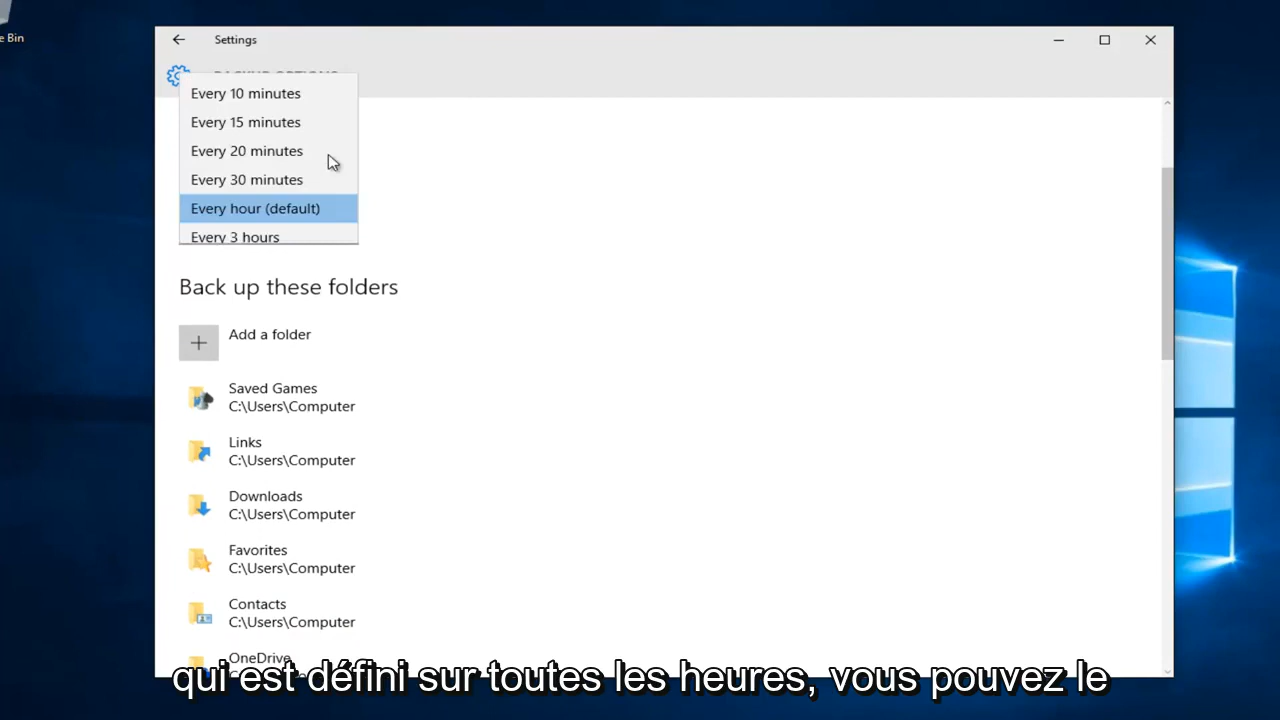 e Bin
Settings
BACKUP OPTIONS
Every 10 minutes
Every 15 minutes
Every 20 minutes
Every 30 minutes
Every hour (default)
Every 3 hours
Back up these folders
Add a folder
Saved Games
C:\Users\Computer
Links
C:\Users\Computer
Downloads
C:\Users\Computer
Favorites
C:\Users\Computer
Contacts
C:\Users\Computer
OneDrive
qui est défini sur toutes les heures, vous pouvez le